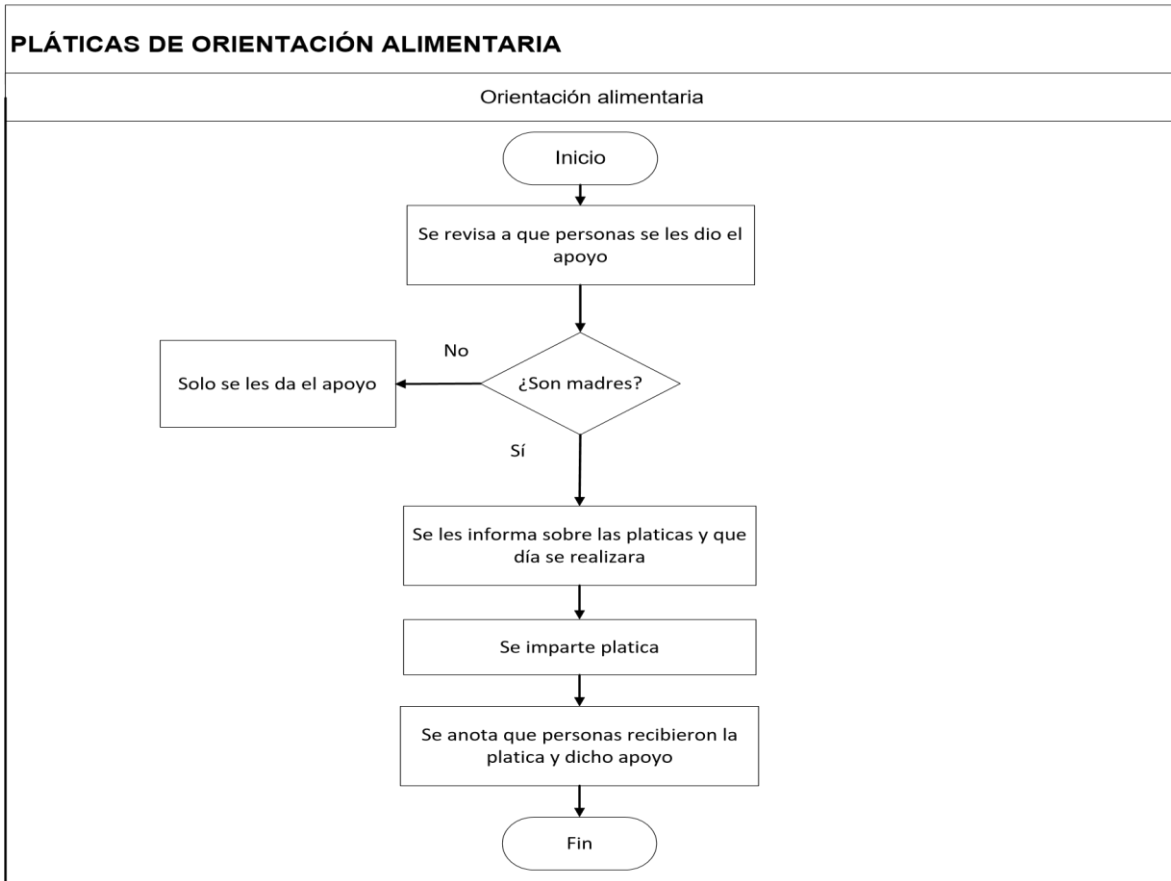 PLÁTICAS DE ORIENTACIÓN ALIMENTARIA
Orientación alimentaria
Inicio
Se revisa a que personas se les dio el
apoyo
No
Solo se les da el apoyo
¿Son madres?
Sí
Se les informa sobre las platicas y que
día se realizara
Se imparte platica
Se anota que personas recibieron la
platica y dicho apoyo
Fin